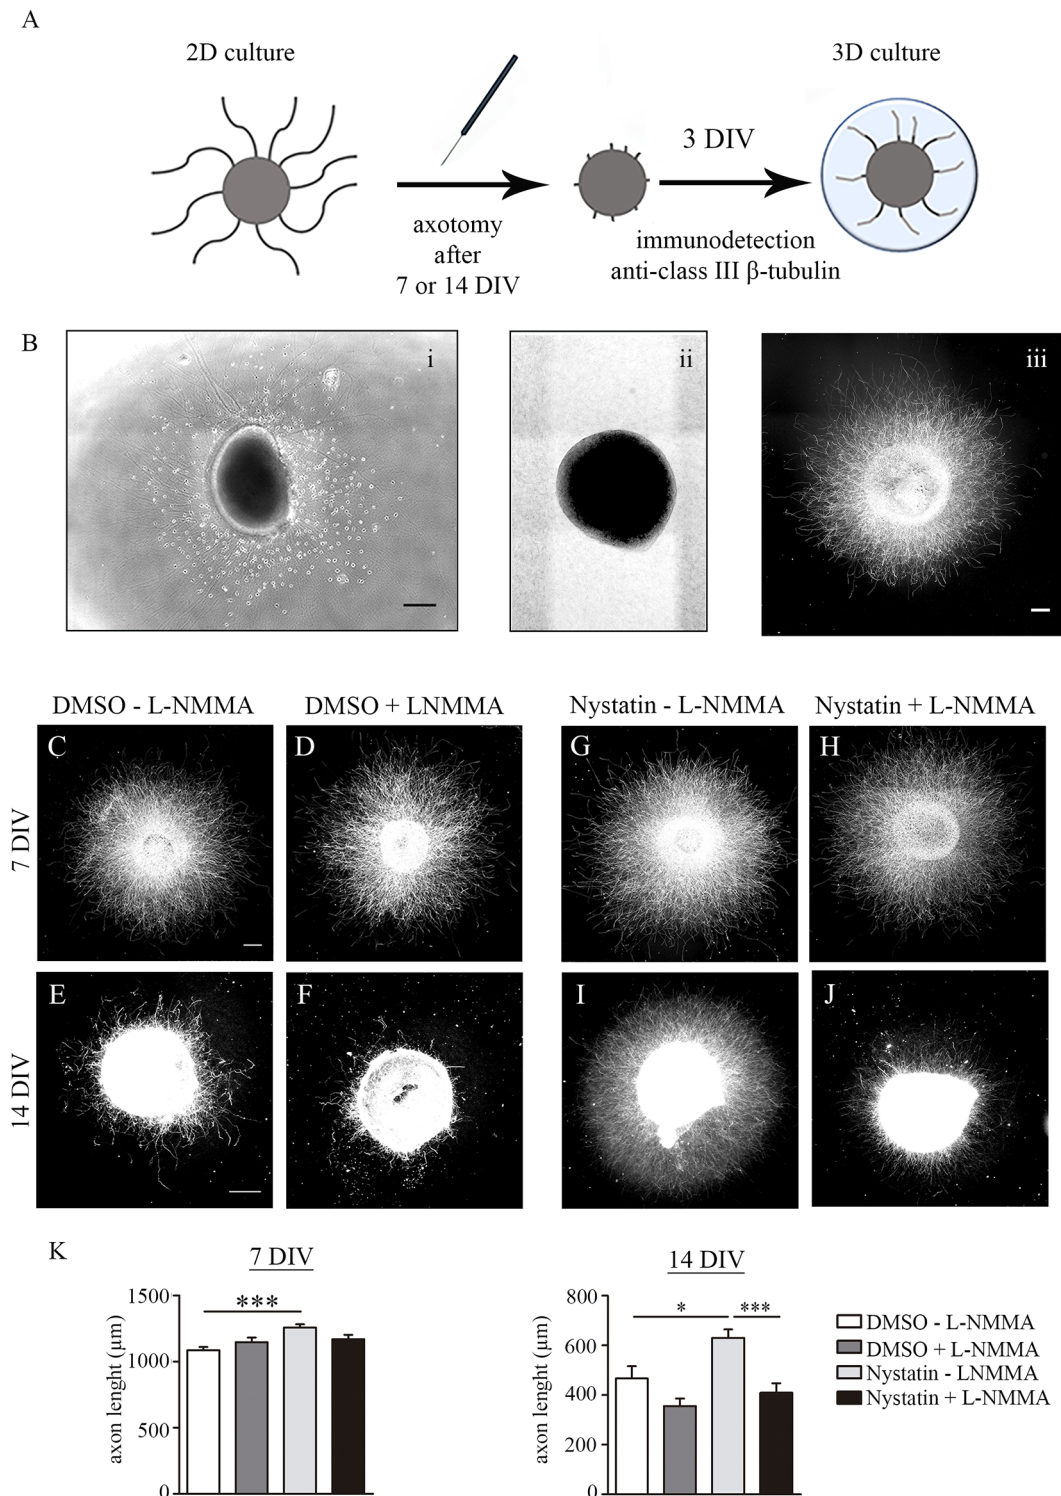 A
2D culture
3D culture
3 DIV
axotomy
after
7 or 14 DIV
immunodetection
anti-class III β-tubulin
B
i
ii
iii
DMSO - L-NMMA
DMSO + LNMMA
Nystatin - L-NMMA
Nystatin + L-NMMA
7 DIV
C
D
G
H
14 DIV
E
F
I
J
K
7 DIV
axon lenght (µm)
1500
1000
500
0
***
14 DIV
axon lenght (µm)
800
600
400
200
0
*
***
DMSO - L-NMMA
DMSO + L-NMMA
Nystatin - LNMMA
Nystatin + L-NMMA